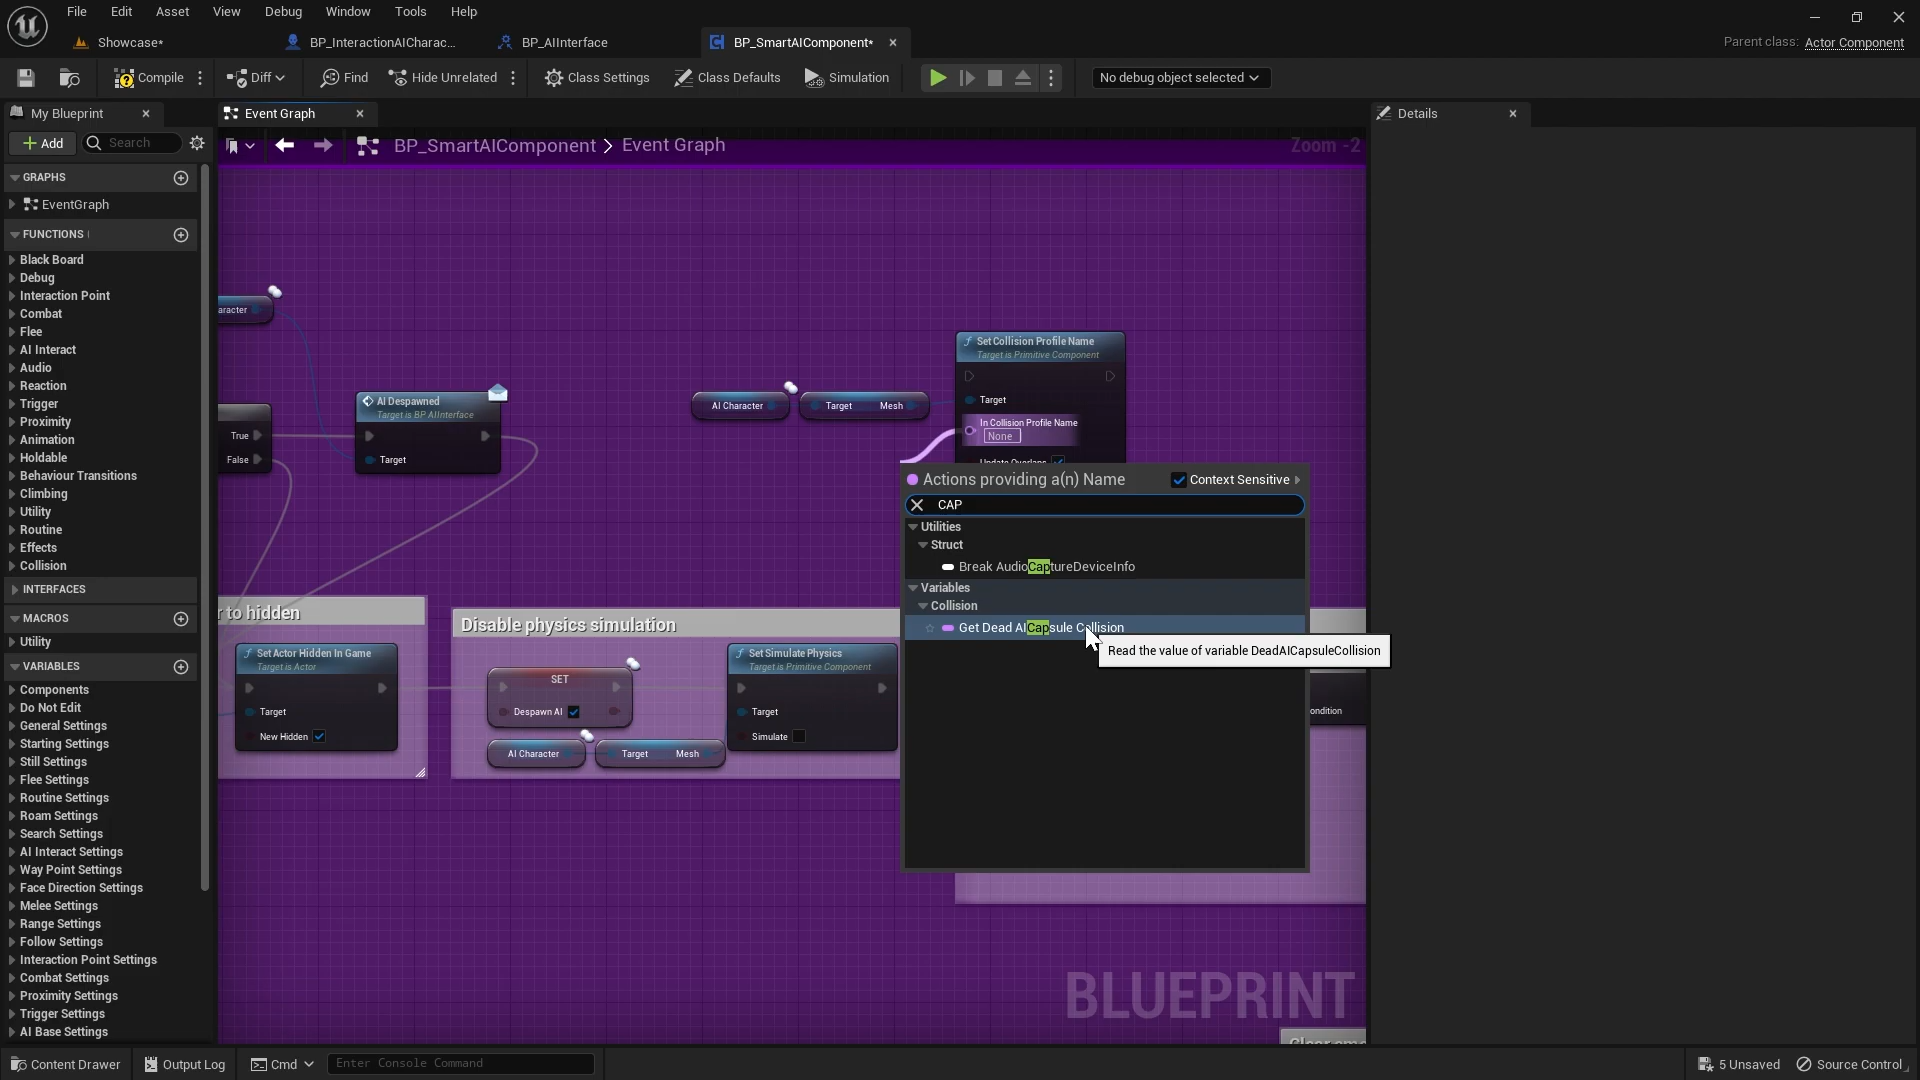 File Edit Asset View Debug Window Tools Help
Showcase* BP_InteractionAICharac... BP_AIInterface BP_SmartAIComponent*
Parent class: Actor Component
Compile Diff Find Hide Unrelated Class Settings Class Defaults Simulation No debug object selected
My Blueprint
Event Graph
Details
Add Search
BP_SmartAIComponent > Event Graph
Zoom -2
GRAPHS
EventGraph
FUNCTIONS
Black Board
Debug
Interaction Point
Combat
Flee
AI Interact
Audio
Reaction
Trigger
Proximity
Animation
Holdable
Behaviour Transitions
Climbing
Utility
Routine
Effects
Collision
INTERFACES
MACROS
Utility
VARIABLES
Components
Do Not Edit
General Settings
Starting Settings
Still Settings
Flee Settings
Routine Settings
Roam Settings
Search Settings
AI Interact Settings
Way Point Settings
Face Direction Settings
Melee Settings
Range Settings
Follow Settings
Interaction Point Settings
Combat Settings
Proximity Settings
Trigger Settings
AI Base Settings
aracter
True
False
AI Despawned
Target is BP AIInterface
Target
AI Character
Target Mesh
Set Collision Profile Name
Target is Primitive Component
Target
In Collision Profile Name
None
Update Overlaps
Actions providing a(n) Name
Context Sensitive
CAP
Utilities
Struct
Break AudioCaptureDeviceInfo
Variables
Collision
Get Dead AICapsule Collision
Read the value of variable DeadAICapsuleCollision
r to hidden
Set Actor Hidden In Game
Target is Actor
Target
New Hidden
Disable physics simulation
SET
Despawn AI
AI Character
Target Mesh
Set Simulate Physics
Target is Primitive Component
Target
Simulate
ondition
BLUEPRINT
Content Drawer Output Log Cmd Enter Console Command
5 Unsaved Source Control